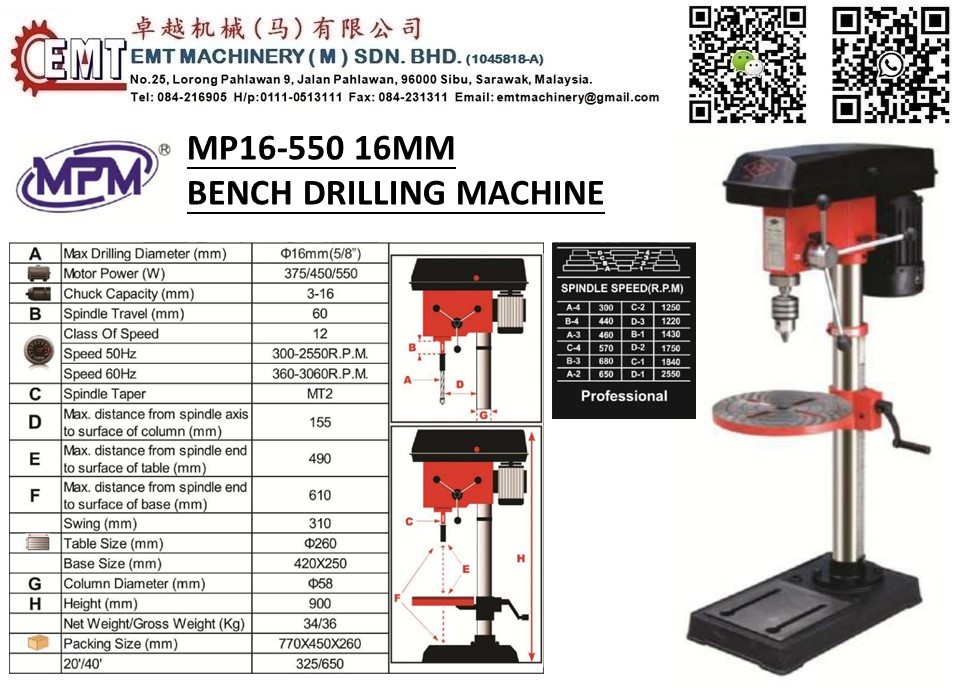 卓越机械(马)有限公司
EMT
EMT MACHINERY ( M ) SDN. BHD. (1045818-A)
No.25, Lorong Pahlawan 9, Jalan Pahlawan, 96000 Sibu, Sarawak, Malaysia.
Tel: 084-216905 H/p:0111-0513111 Fax: 084-231311 Email: emtmachinery@gmail.com
MPM ®
MP16-550 16MM
BENCH DRILLING MACHINE
A Max Drilling Diameter (mm) Φ16mm(5/8")
Motor Power (W) 375/450/550
Chuck Capacity (mm) 3-16
B Spindle Travel (mm) 60
Class Of Speed 12
Speed 50Hz 300-2550R.P.M.
Speed 60Hz 360-3060R.P.M.
C Spindle Taper MT2
D Max. distance from spindle axis
to surface of column (mm) 155
E Max. distance from spindle end
to surface of table (mm) 490
F Max. distance from spindle end
to surface of base (mm) 610
Swing (mm) 310
Table Size (mm) Φ260
Base Size (mm) 420X250
G Column Diameter (mm) Φ58
H Height (mm) 900
Net Weight/Gross Weight (Kg) 34/36
Packing Size (mm) 770X450X260
20'/40' 325/650
B
A
D
G
C
E
F
H
D 4
C 3
B 2
A 1
SPINDLE SPEED(R.P.M)
A-4 300 C-2 1250
B-4 440 D-3 1220
A-3 460 B-1 1430
C-4 570 D-2 1750
B-3 680 C-1 1840
A-2 650 D-1 2550
Professional